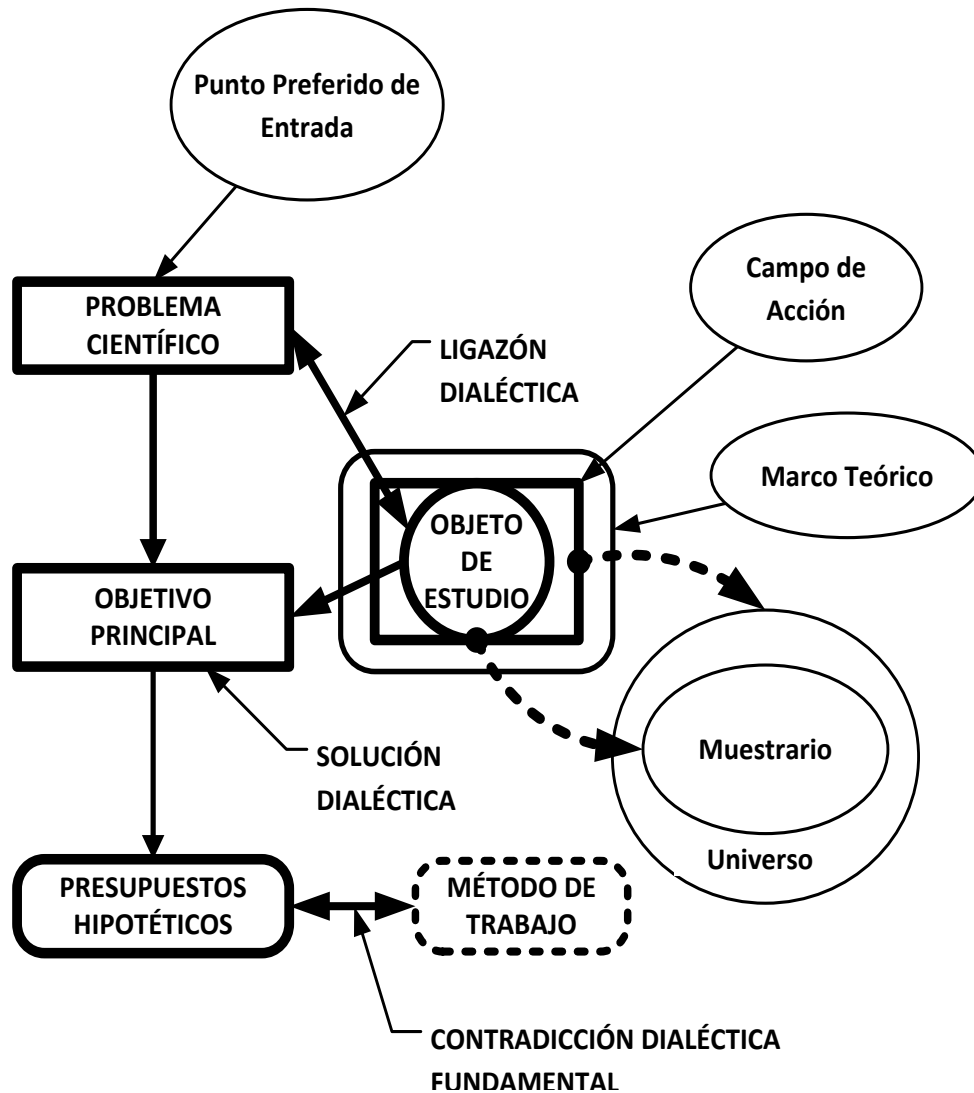 Punto Preferido de
Entrada
Campo de
Acción
PROBLEMA
CIENTÍFICO
LIGAZÓN
DIALÉCTICA
Marco Teórico
OBJETO
DE
ESTUDIO
OBJETIVO
PRINCIPAL
Muestrario
SOLUCIÓN
DIALÉCTICA
Universo
PRESUPUESTOS
HIPOTÉTICOS
MÉTODO DE
TRABAJO
CONTRADICCIÓN DIALÉCTICA
FUNDAMENTAL